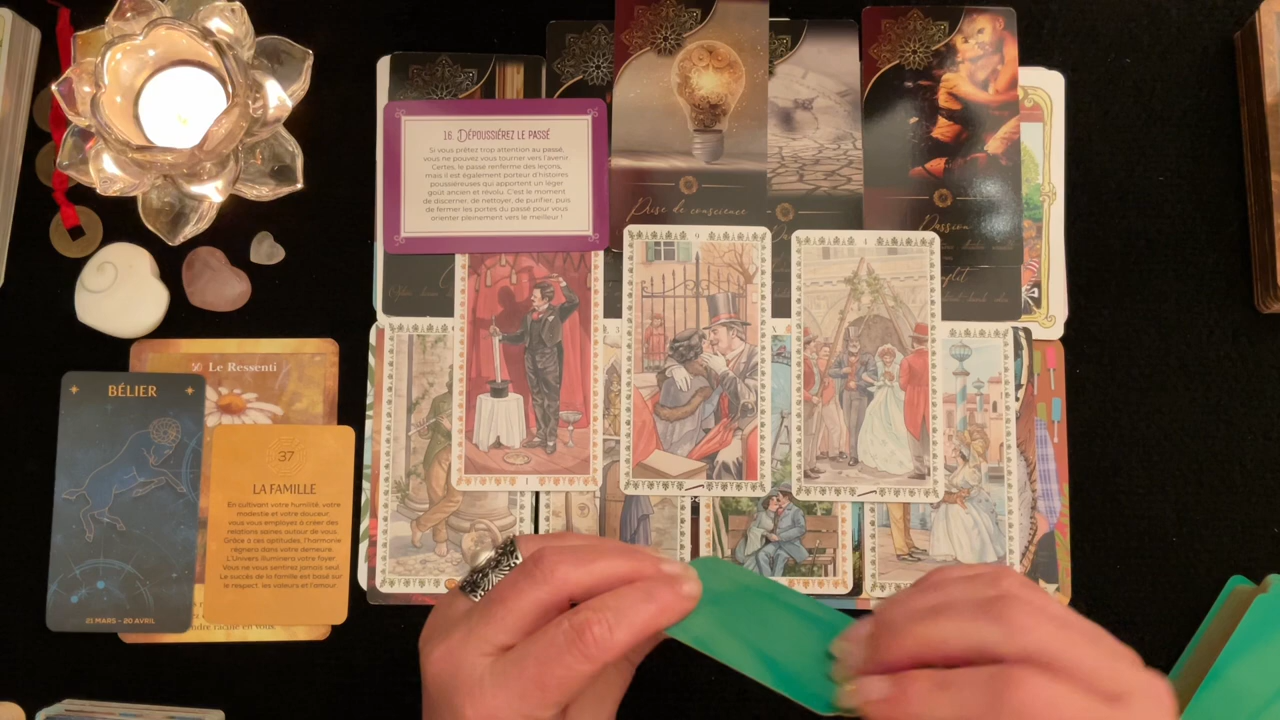 16. DÉPOUSSIÉREZ LE PASSÉ
Si vous prêtez trop attention au passé,
vous ne pouvez vous tourner vers l'avenir.
Certes, le passé renferme des leçons,
mais il est également porteur d'histoires
poussiéreuses qui apportent un léger
goût ancien et révolu. C'est le moment
de discerner, de nettoyer, de purifier, puis
de fermer les portes du passé pour vous
orienter pleinement vers le meilleur !
Prise de conscience
Passion
9
4
1
Le Ressenti
BÉLIER
21 MARS - 20 AVRIL
37
LA FAMILLE
En cultivant votre humilité, votre
modestie et votre douceur,
vous vous employez à créer des
relations saines autour de vous.
Grâce à ces aptitudes, l'harmonie
règnera dans votre demeure.
L'Univers illuminera votre foyer.
Vous ne vous sentirez jamais seul.
Le succès de la famille est basé sur
le respect, les valeurs et l'amour.
en vous.